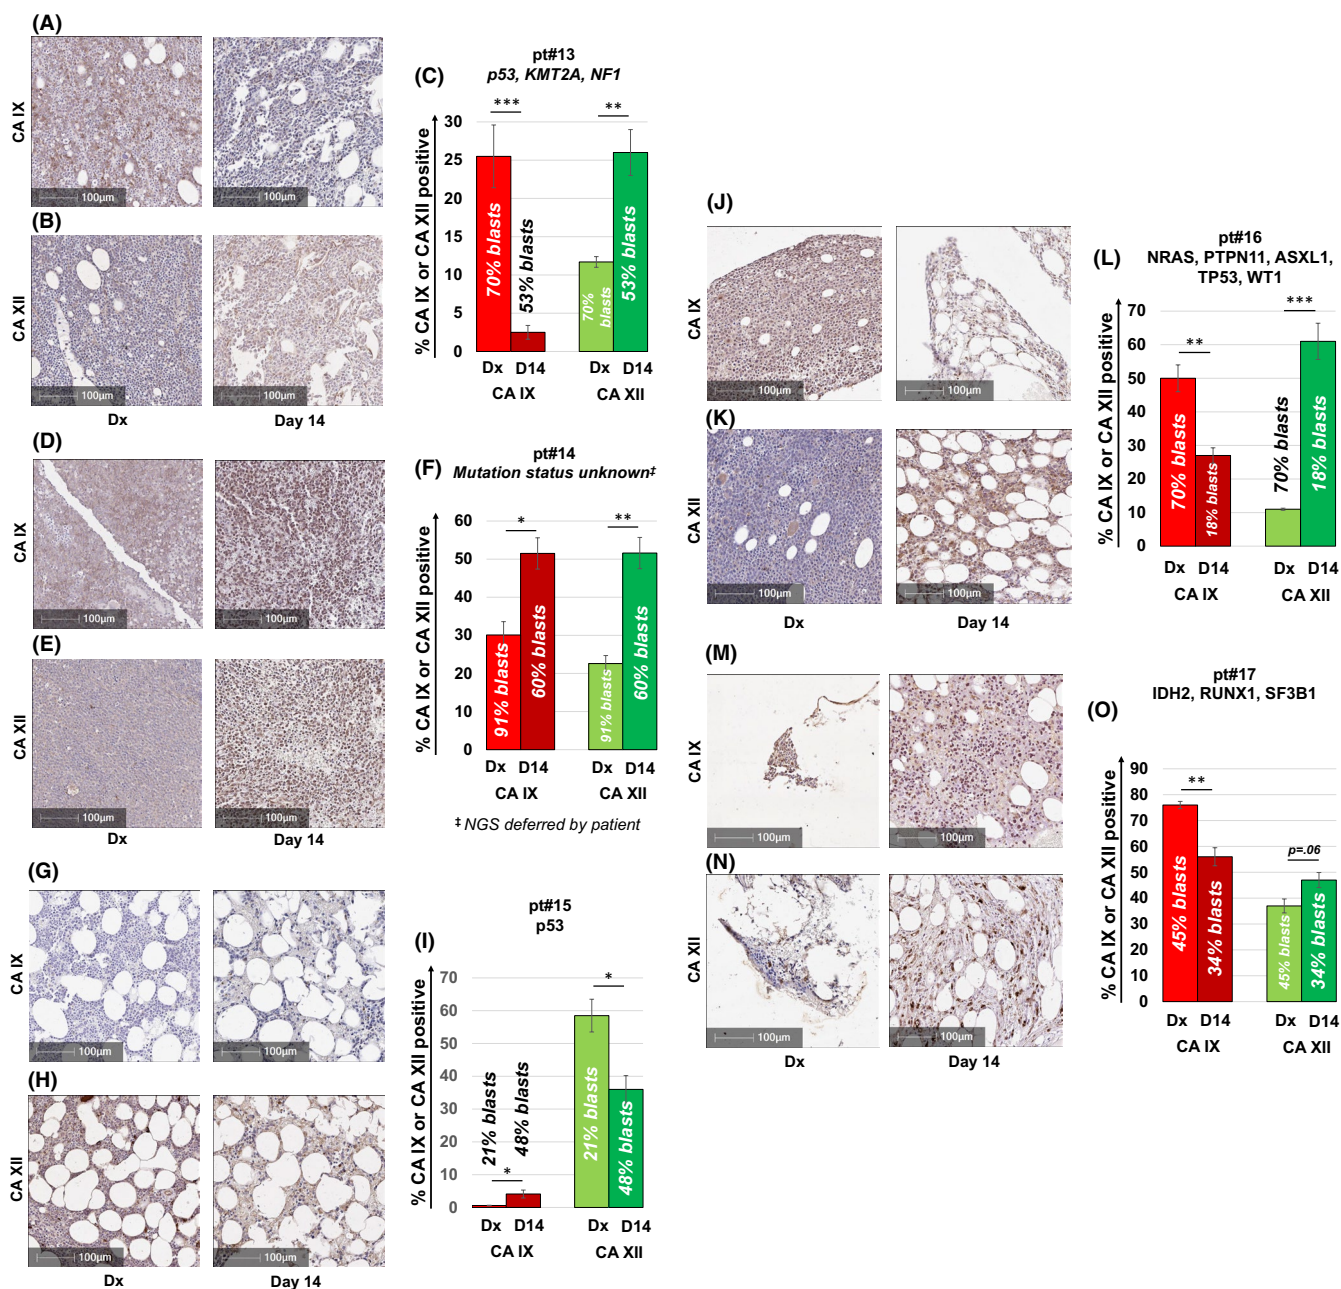 (A)
CA IX
100µm
100µm
(B)
CA XII
100µm
100µm
Dx
Day 14
(C)
pt#13
p53, KMT2A, NF1
% CA IX or CA XII positive
30
25
20
15
10
5
0
***
**
70% blasts
53% blasts
70% blasts
53% blasts
Dx D14
Dx D14
CA IX
CA XII
(D)
CA IX
100µm
100µm
(E)
CA XII
100µm
100µm
Dx
Day 14
(F)
pt#14
Mutation status unknown‡
% CA IX or CA XII positive
60
50
40
30
20
10
0
*
**
91% blasts
60% blasts
91% blasts
60% blasts
Dx D14
Dx D14
CA IX
CA XII
‡ NGS deferred by patient
(G)
CA IX
100µm
100µm
(H)
CA XII
100µm
100µm
Dx
Day 14
(I)
pt#15
p53
% CA IX or CA XII positive
70
60
50
40
30
20
10
0
*
*
21% blasts
48% blasts
21% blasts
48% blasts
Dx D14
Dx D14
CA IX
CA XII
(J)
CA IX
100µm
100µm
(K)
CA XII
100µm
100µm
Dx
Day 14
(L)
pt#16
NRAS, PTPN11, ASXL1,
TP53, WT1
% CA IX or CA XII positive
70
60
50
40
30
20
10
0
**
***
70% blasts
18% blasts
70% blasts
18% blasts
Dx D14
Dx D14
CA IX
CA XII
(M)
CA IX
100µm
100µm
(N)
CA XII
100µm
100µm
Dx
Day 14
(O)
pt#17
IDH2, RUNX1, SF3B1
% CA IX or CA XII positive
90
80
70
60
50
40
30
20
10
0
**
p=.06
45% blasts
34% blasts
45% blasts
34% blasts
Dx D14
Dx D14
CA IX
CA XII